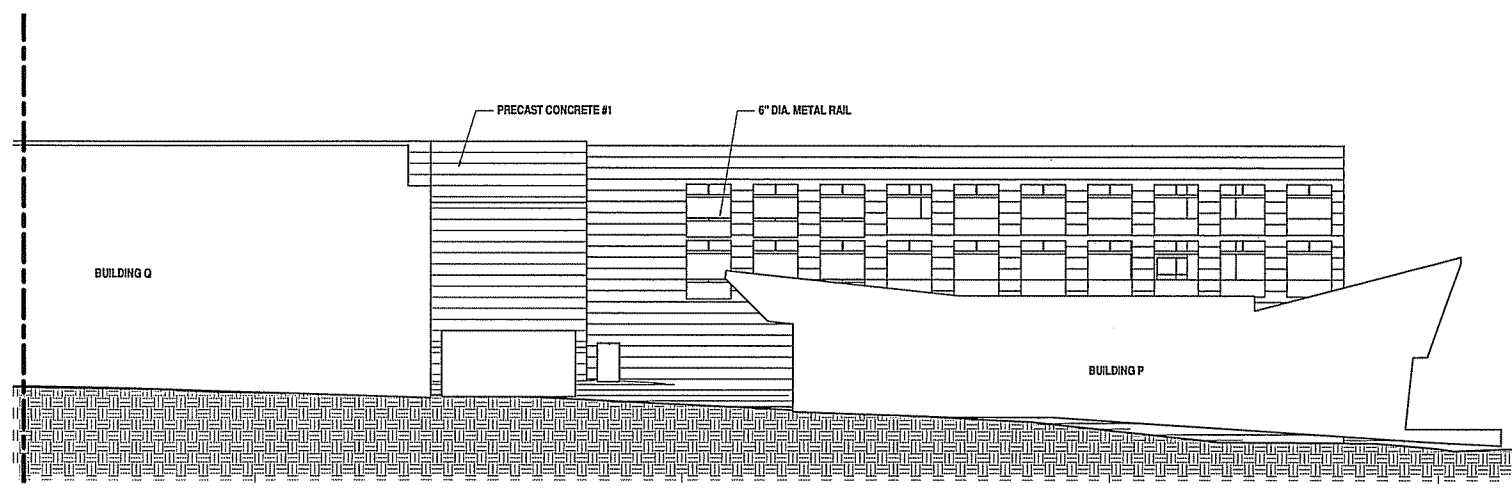 PRECAST CONCRETE #1
6" DIA. METAL RAIL
BUILDING Q
BUILDING P